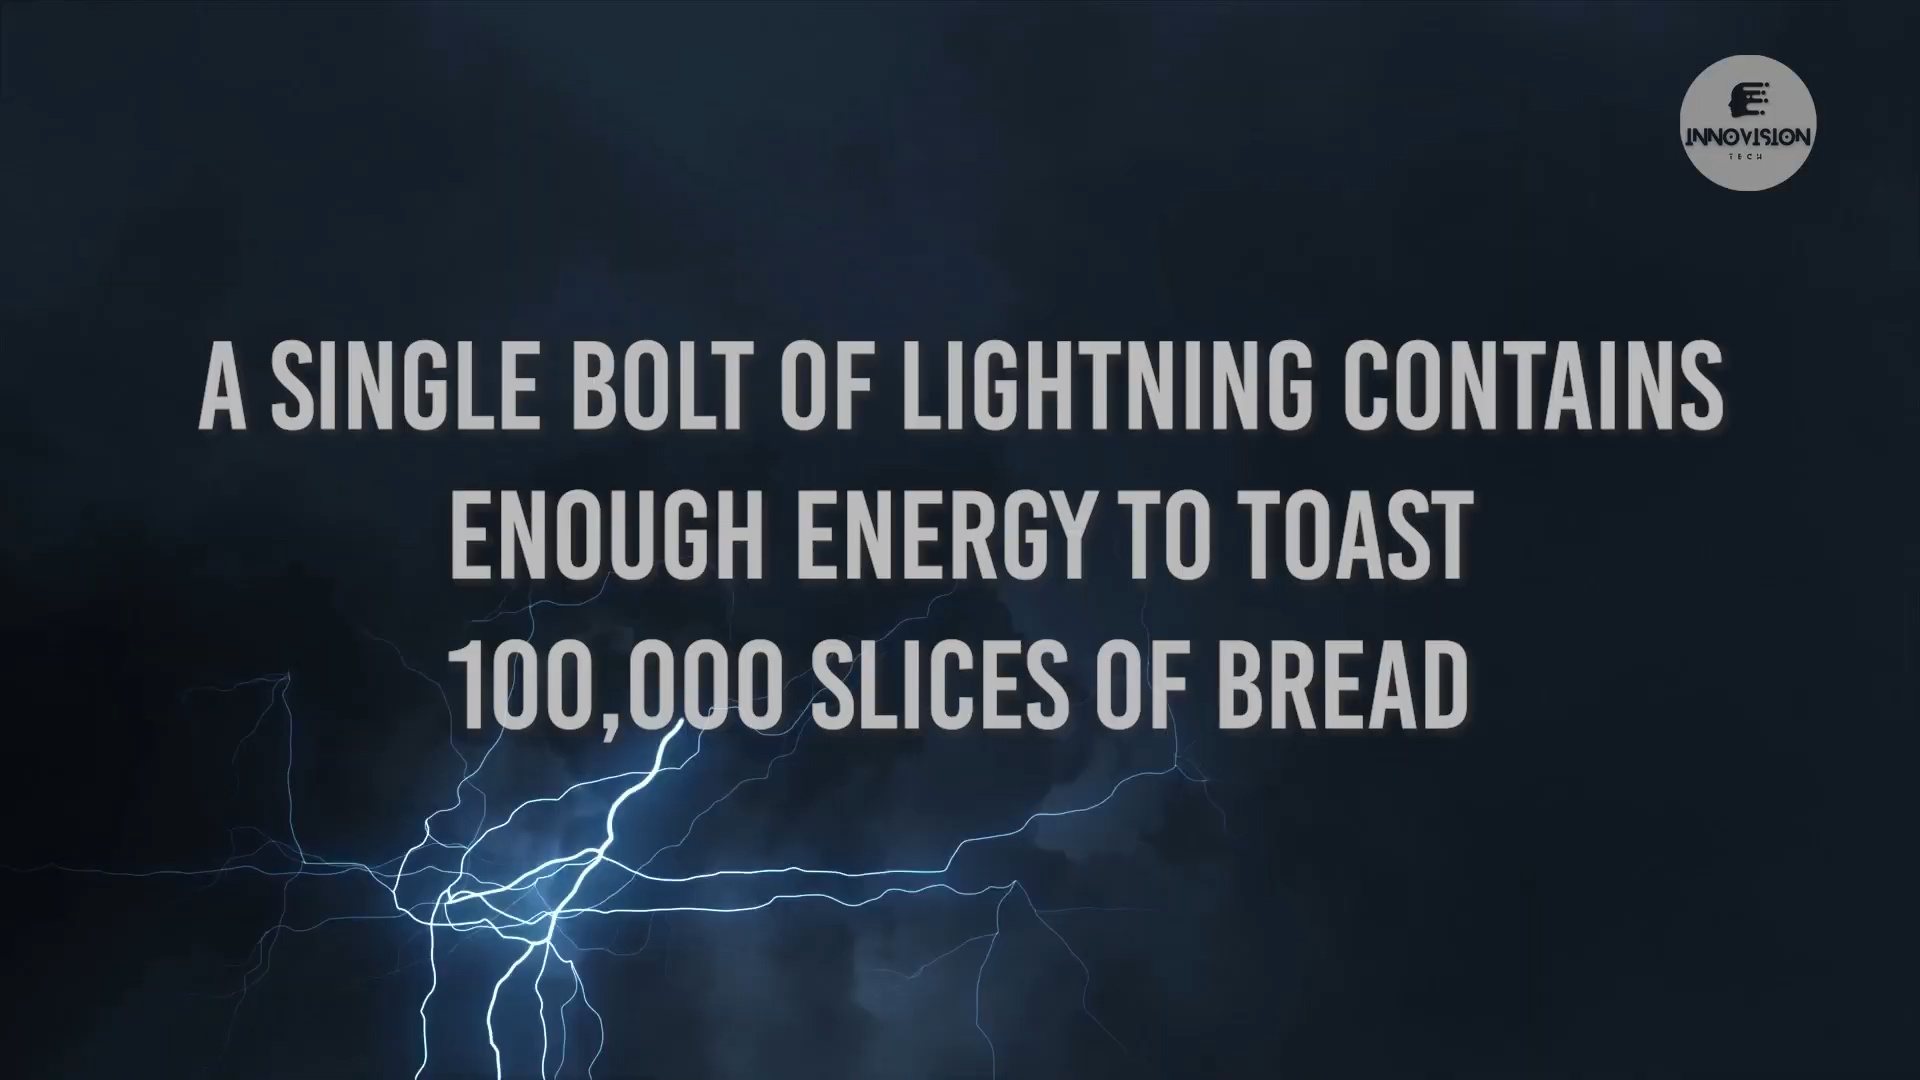 INNOVISION
TECH
A SINGLE BOLT OF LIGHTNING CONTAINS
ENOUGH ENERGY TO TOAST
100,000 SLICES OF BREAD